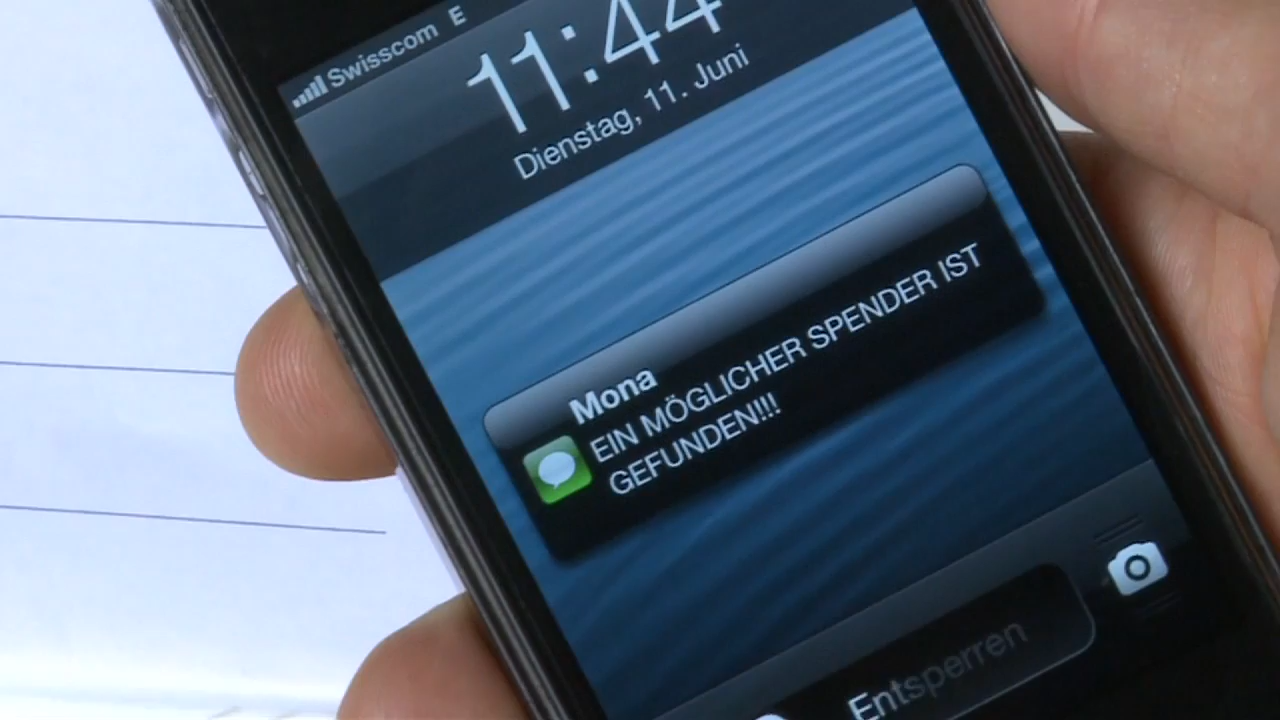 Swisscom E
11:44
Dienstag, 11. Juni
Mona
EIN MÖGLICHER SPENDER IST
GEFUNDEN!!!
Entsperren